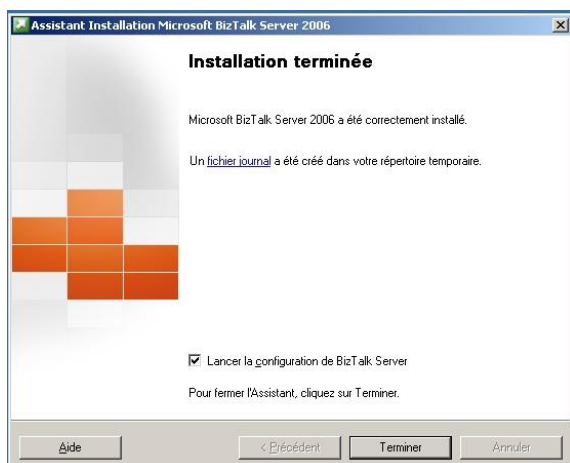 Assistant Installation Microsoft BizTalk Server 2006
Installation terminée
Microsoft BizTalk Server 2006 a été correctement installé.
Un fichier journal a été créé dans votre répertoire temporaire.
Lancer la configuration de BizTalk Server
Pour fermer l'Assistant, cliquez sur Terminer.
Aide
< Précédent
Terminer
Annuler